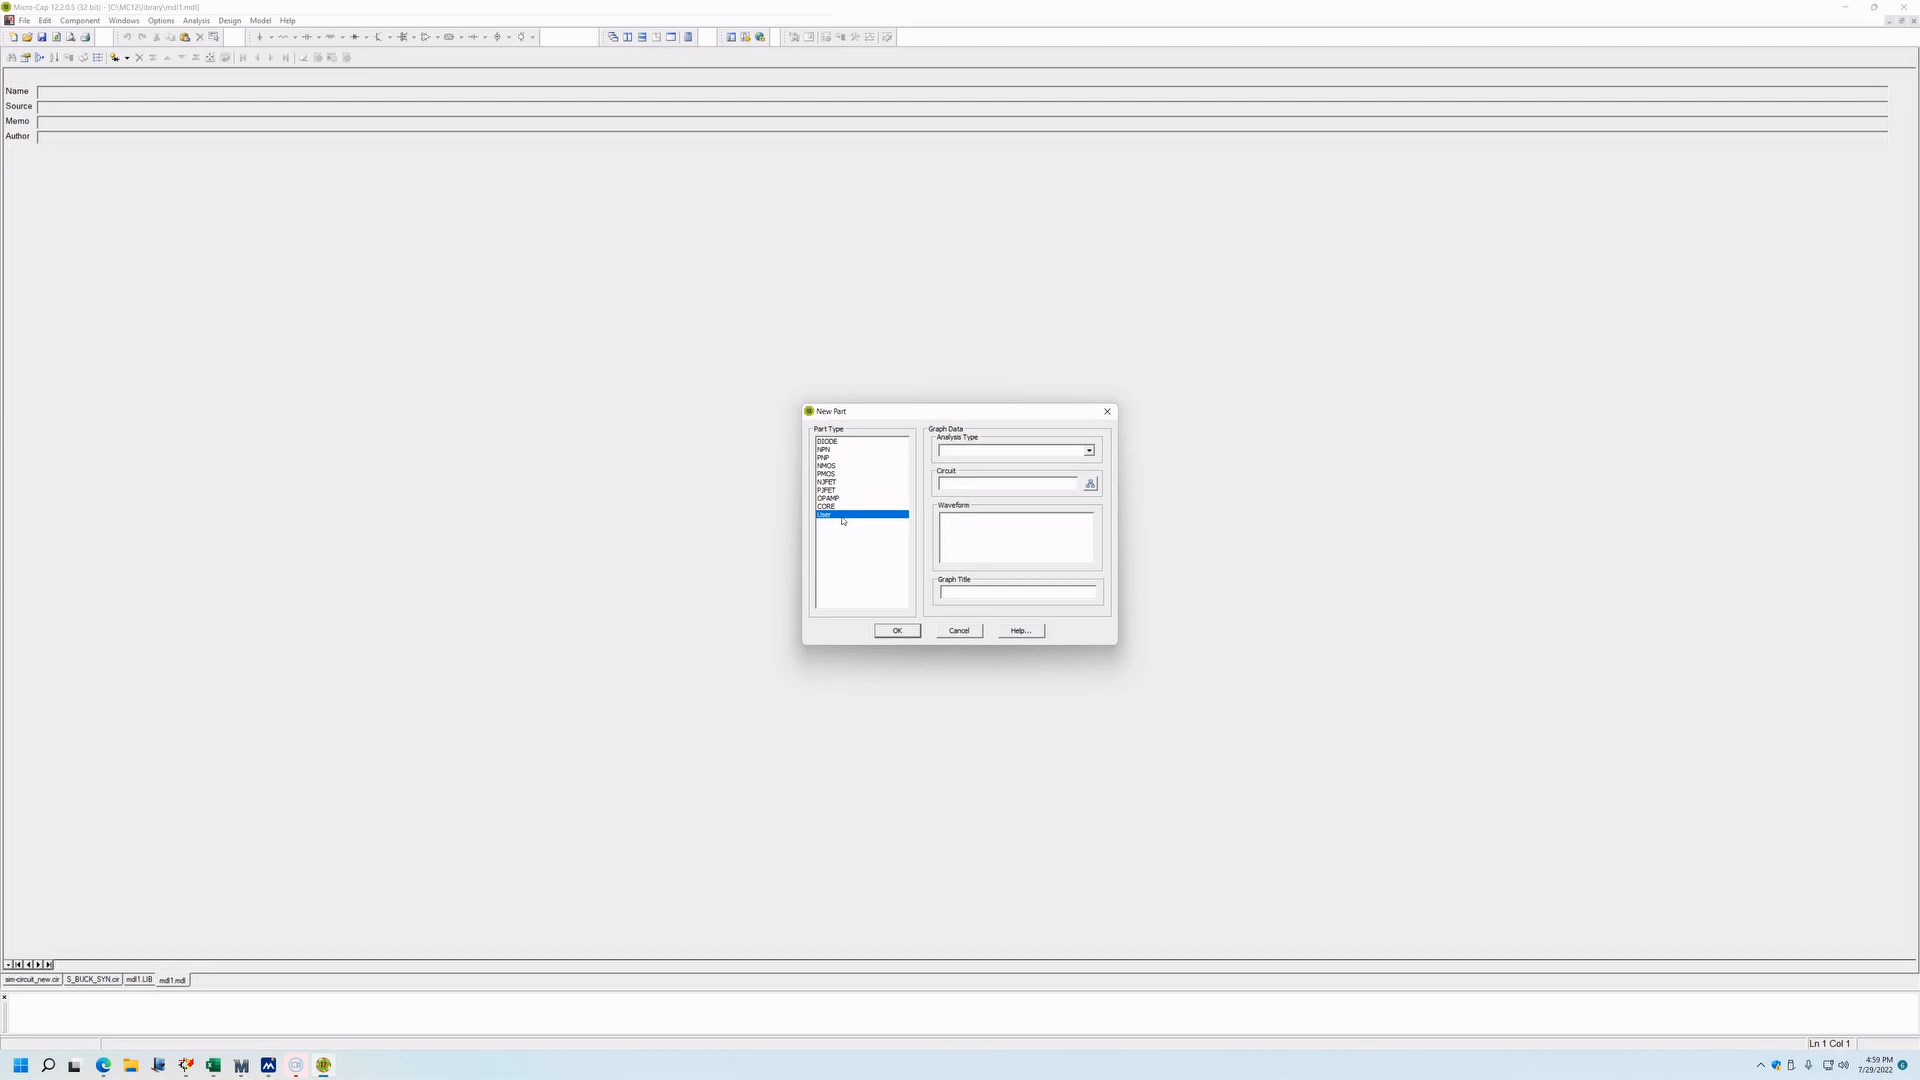 Micro-Cap 12.2.0.5 (32 bit) - [C:\MC12\library\mdl1.mdl]
File Edit Component Windows Options Analysis Design Model Help
Name
Source
Memo
Author
New Part
Part Type
DIODE
NPN
PNP
NMOS
PMOS
NJFET
PJFET
OPAMP
CORE
User
Graph Data
Analysis Type
Circuit
Waveform
Graph Title
OK Cancel Help...
sim-circuit_new.cir S_BUCK_SYN.cir mdl1.LIB mdl1.mdl
Ln 1 Col 1
4:59 PM
7/29/2022
6